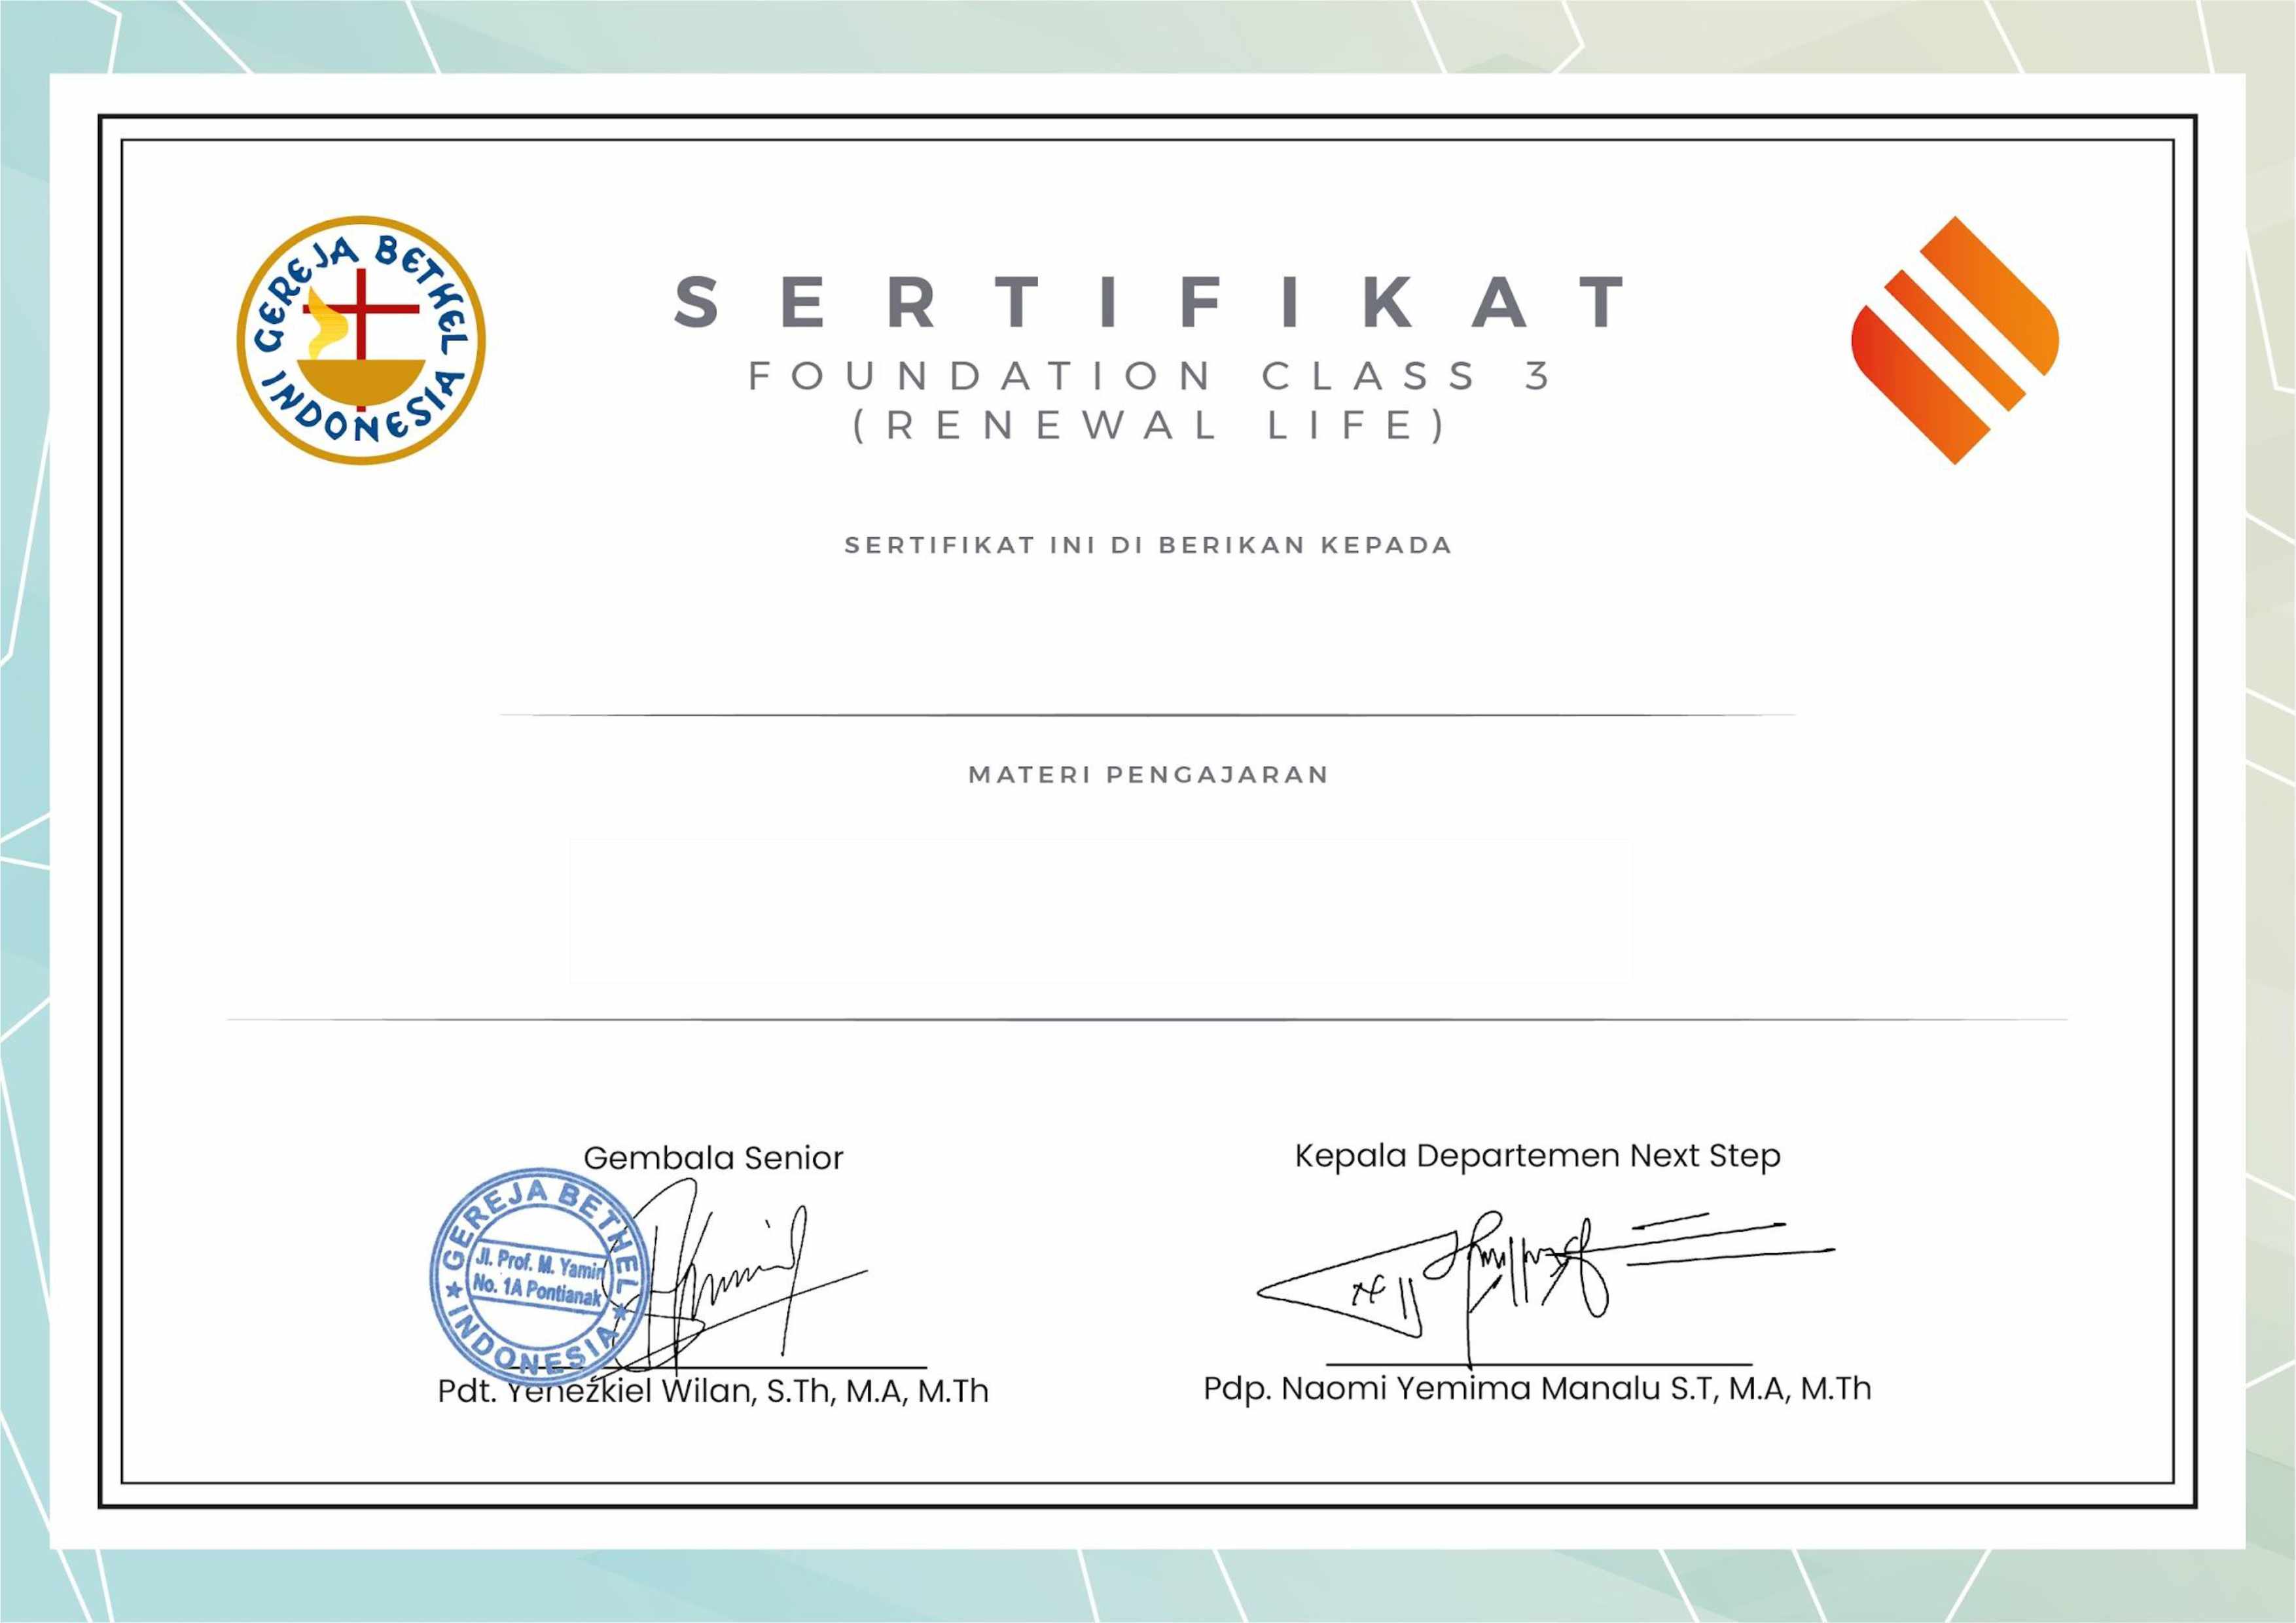 GEREJA BETHEL
INDONESIA
SERTIFIKAT
FOUNDATION CLASS 3
(RENEWAL LIFE)
SERTIFIKAT INI DI BERIKAN KEPADA
MATERI PENGAJARAN
Gembala Senior
GEREJA BETHEL
Jl. Prof. M. Yamin
No. 1A Pontianak
INDONESIA
Pdt. Yenezkiel Wilan, S.Th, M.A, M.Th
Kepala Departemen Next Step
Pdp. Naomi Yemima Manalu S.T, M.A, M.Th